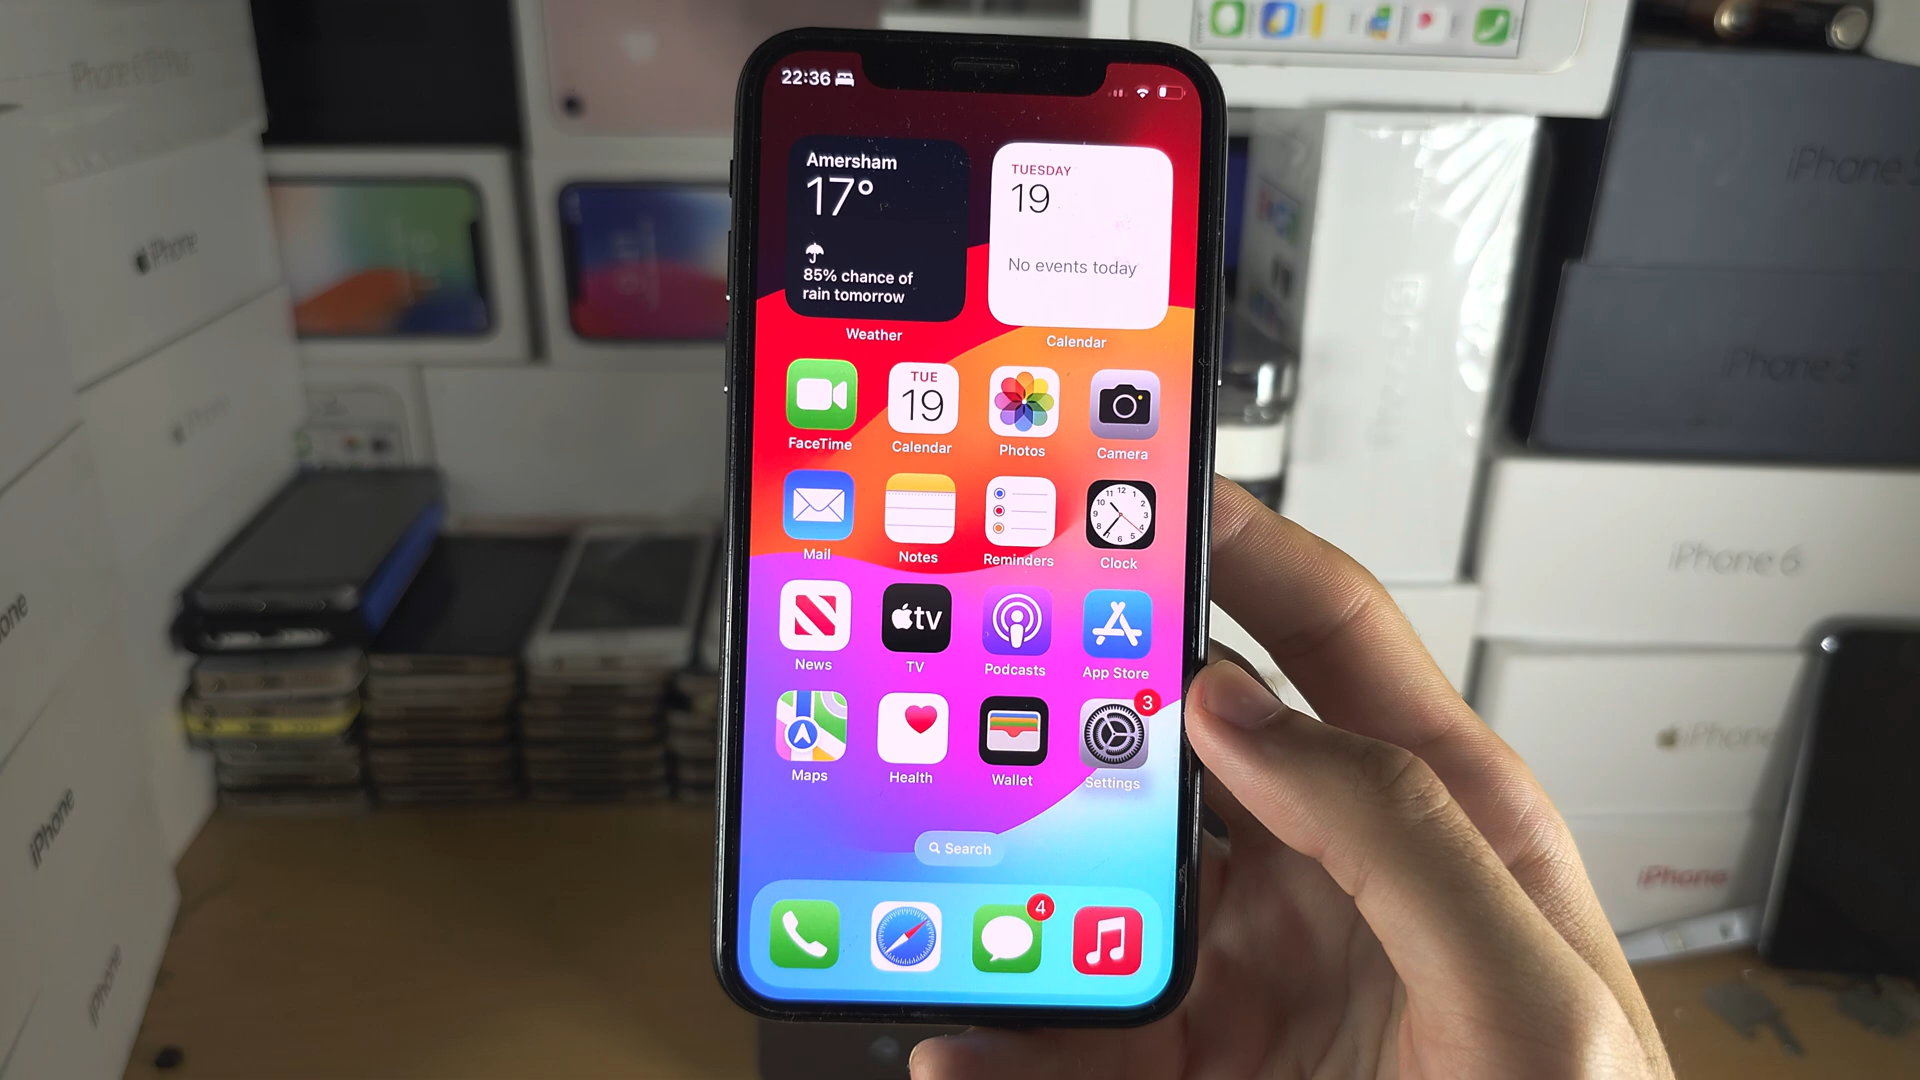 22:36
Amersham
17°
85% chance of
rain tomorrow
Weather
TUESDAY
19
No events today
Calendar
FaceTime
TUE
19
Calendar
Photos
Camera
Mail
Notes
Reminders
Clock
News
tv
TV
Podcasts
App Store
Maps
Health
Wallet
3
Settings
Search
4
iPhone
iPhone
iPhone
iPhone
iPhone 5
iPhone 6
iPhone
iPhone